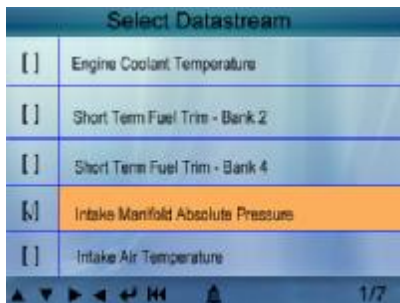 Select Datastream
[ ] Engine Coolant Temperature
[ ] Short Term Fuel Trim - Bank 2
[ ] Short Term Fuel Trim - Bank 4
[√] Intake Manifold Absolute Pressure
[ ] Intake Air Temperature
1/7